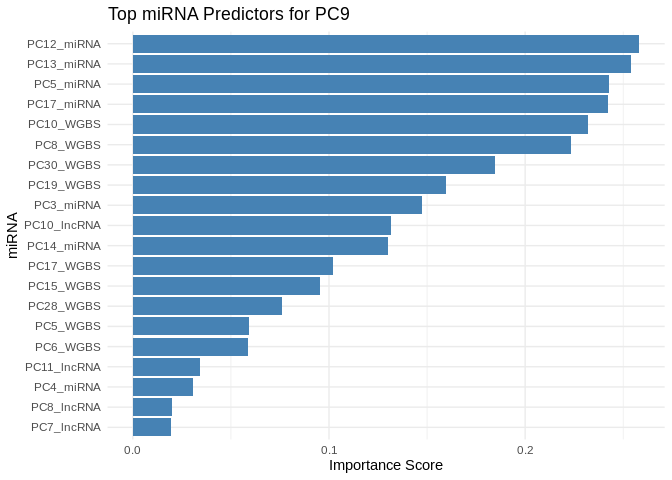 Top miRNA Predictors for PC9
PC12_miRNA
PC13_miRNA
PC5_miRNA
PC17_miRNA
PC10_WGBS
PC8_WGBS
PC30_WGBS
PC19_WGBS
PC3_miRNA
PC10_lncRNA
PC14_miRNA
PC17_WGBS
PC15_WGBS
PC28_WGBS
PC5_WGBS
PC6_WGBS
PC11_lncRNA
PC4_miRNA
PC8_lncRNA
PC7_lncRNA
miRNA
0.0 0.1 0.2
Importance Score